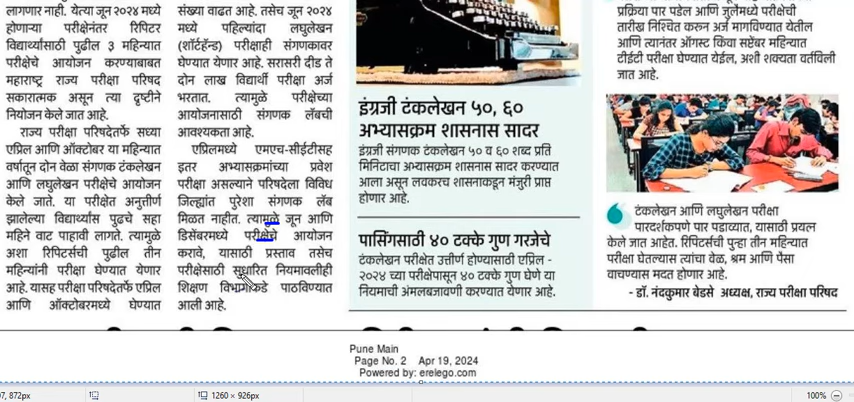 लागणार नाही. येत्या जून २०२४ मध्ये
होणाऱ्या परीक्षेनंतर रिपिटर
विद्यार्थ्यांसाठी पुढील ३ महिन्यात
परीक्षेचे आयोजन करण्याबाबत
महाराष्ट्र राज्य परीक्षा परिषद
सकारात्मक असून त्या दृष्टीने
नियोजन केले जात आहे.
राज्य परीक्षा परिषदेतर्फे सध्या
एप्रिल आणि ऑक्टोबर या महिन्यात
वर्षातून दोन वेळा संगणक टंकलेखन
आणि लघुलेखन परीक्षेचे आयोजन
केले जाते. या परीक्षेत अनुत्तीर्ण
झालेल्या विद्यार्थ्यास पुढचे सहा
महिने वाट पाहावी लागते. त्यामुळे
अशा रिपिटर्सची पुढील तीन
महिन्यांनी परीक्षा घेण्यात येणार
आहे. यासह परीक्षा परिषदेतर्फे एप्रिल
आणि ऑक्टोबरमध्ये घेण्यात
संख्या वाढत आहे. तसेच जून २०२४
मध्ये पहिल्यांदा लघुलेखन
(शॉर्टहॅन्ड) परीक्षाही संगणकावर
घेण्यात येणार आहे. सरासरी दीड ते
दोन लाख विद्यार्थी परीक्षा अर्ज
भरतात. त्यामुळे परीक्षेच्या
आयोजनासाठी संगणक लॅबची
आवश्यकता आहे.
एप्रिलमध्ये एमएच-सीईटीसह
इतर अभ्यासक्रमांच्या प्रवेश
परीक्षा असल्याने परिषदेला विविध
जिल्ह्यांत पुरेशा संगणक लॅब
मिळत नाहीत. त्यामुळे जून आणि
डिसेंबरमध्ये परीक्षेचे आयोजन
करावे, यासाठी प्रस्ताव तसेच
परीक्षेसाठी सुधारित नियमावलीही
शिक्षण विभागाकडे पाठविण्यात
आली आहे.
इंग्रजी टंकलेखन ५०, ६०
अभ्यासक्रम शासनास सादर
इंग्रजी संगणक टंकलेखन ५० व ६० शब्द प्रति
मिनिटाचा अभ्यासक्रम शासनास सादर करण्यात
आला असून लवकरच शासनाकडून मंजुरी प्राप्त
होणार आहे.
पासिंगसाठी ४० टक्के गुण गरजेचे
टंकलेखन परीक्षेत उत्तीर्ण होण्यासाठी एप्रिल -
२०२४ च्या परीक्षेपासून ४० टक्के गुण घेणे या
नियमाची अंमलबजावणी करण्यात येणार आहे.
प्रक्रिया पार पडेल आणि जुलैमध्ये परीक्षेची
तारीख निश्चित करून अर्ज मागविण्यात येतील
आणि त्यानंतर ऑगस्ट किंवा सप्टेंबर महिन्यात
टीईटी परीक्षा घेण्यात येईल, अशी शक्यता वर्तविली
जात आहे.
टंकलेखन आणि लघुलेखन परीक्षा
पारदर्शकपणे पार पडाव्यात, यासाठी प्रयत्न
केले जात आहेत. रिपिटर्सची पुन्हा तीन महिन्यात
परीक्षा घेतल्यास त्यांचा वेळ, श्रम आणि पैसा
वाचण्यास मदत होणार आहे.
- डॉ. नंदकुमार बेडसे अध्यक्ष, राज्य परीक्षा परिषद
Pune Main
Page No. 2 Apr 19, 2024
Powered by: erelego.com
872px
1260 × 926px
100%